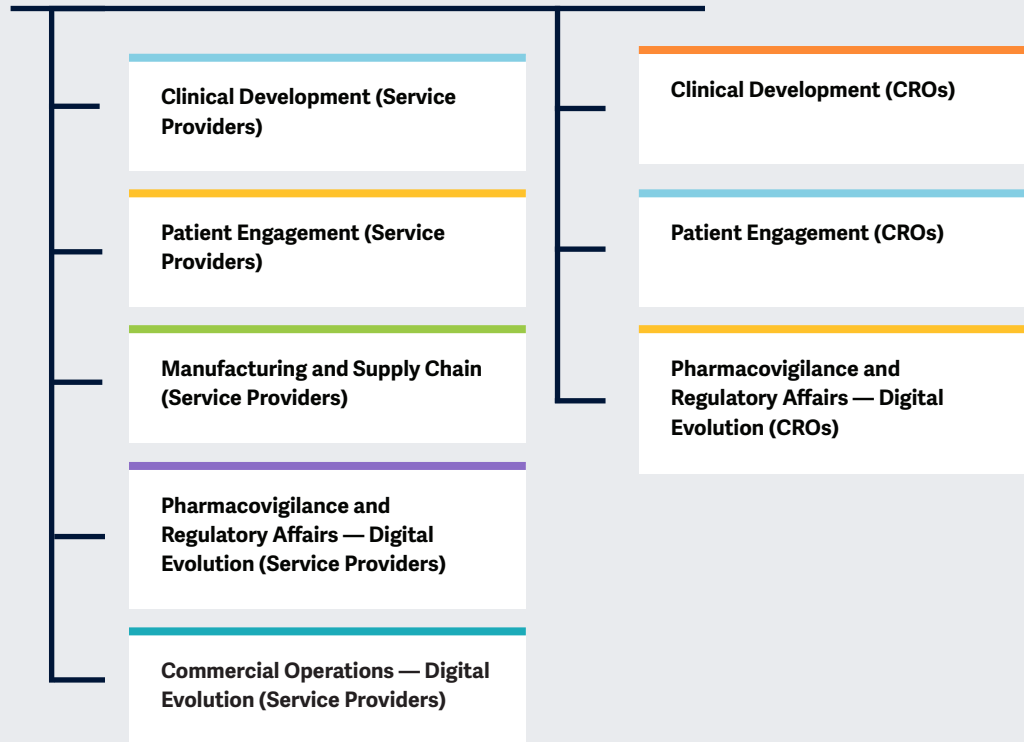 Clinical Development (Service
Providers)
Patient Engagement (Service
Providers)
Manufacturing and Supply Chain
(Service Providers)
Pharmacovigilance and
Regulatory Affairs — Digital
Evolution (Service Providers)
Commercial Operations — Digital
Evolution (Service Providers)
Clinical Development (CROs)
Patient Engagement (CROs)
Pharmacovigilance and
Regulatory Affairs — Digital
Evolution (CROs)